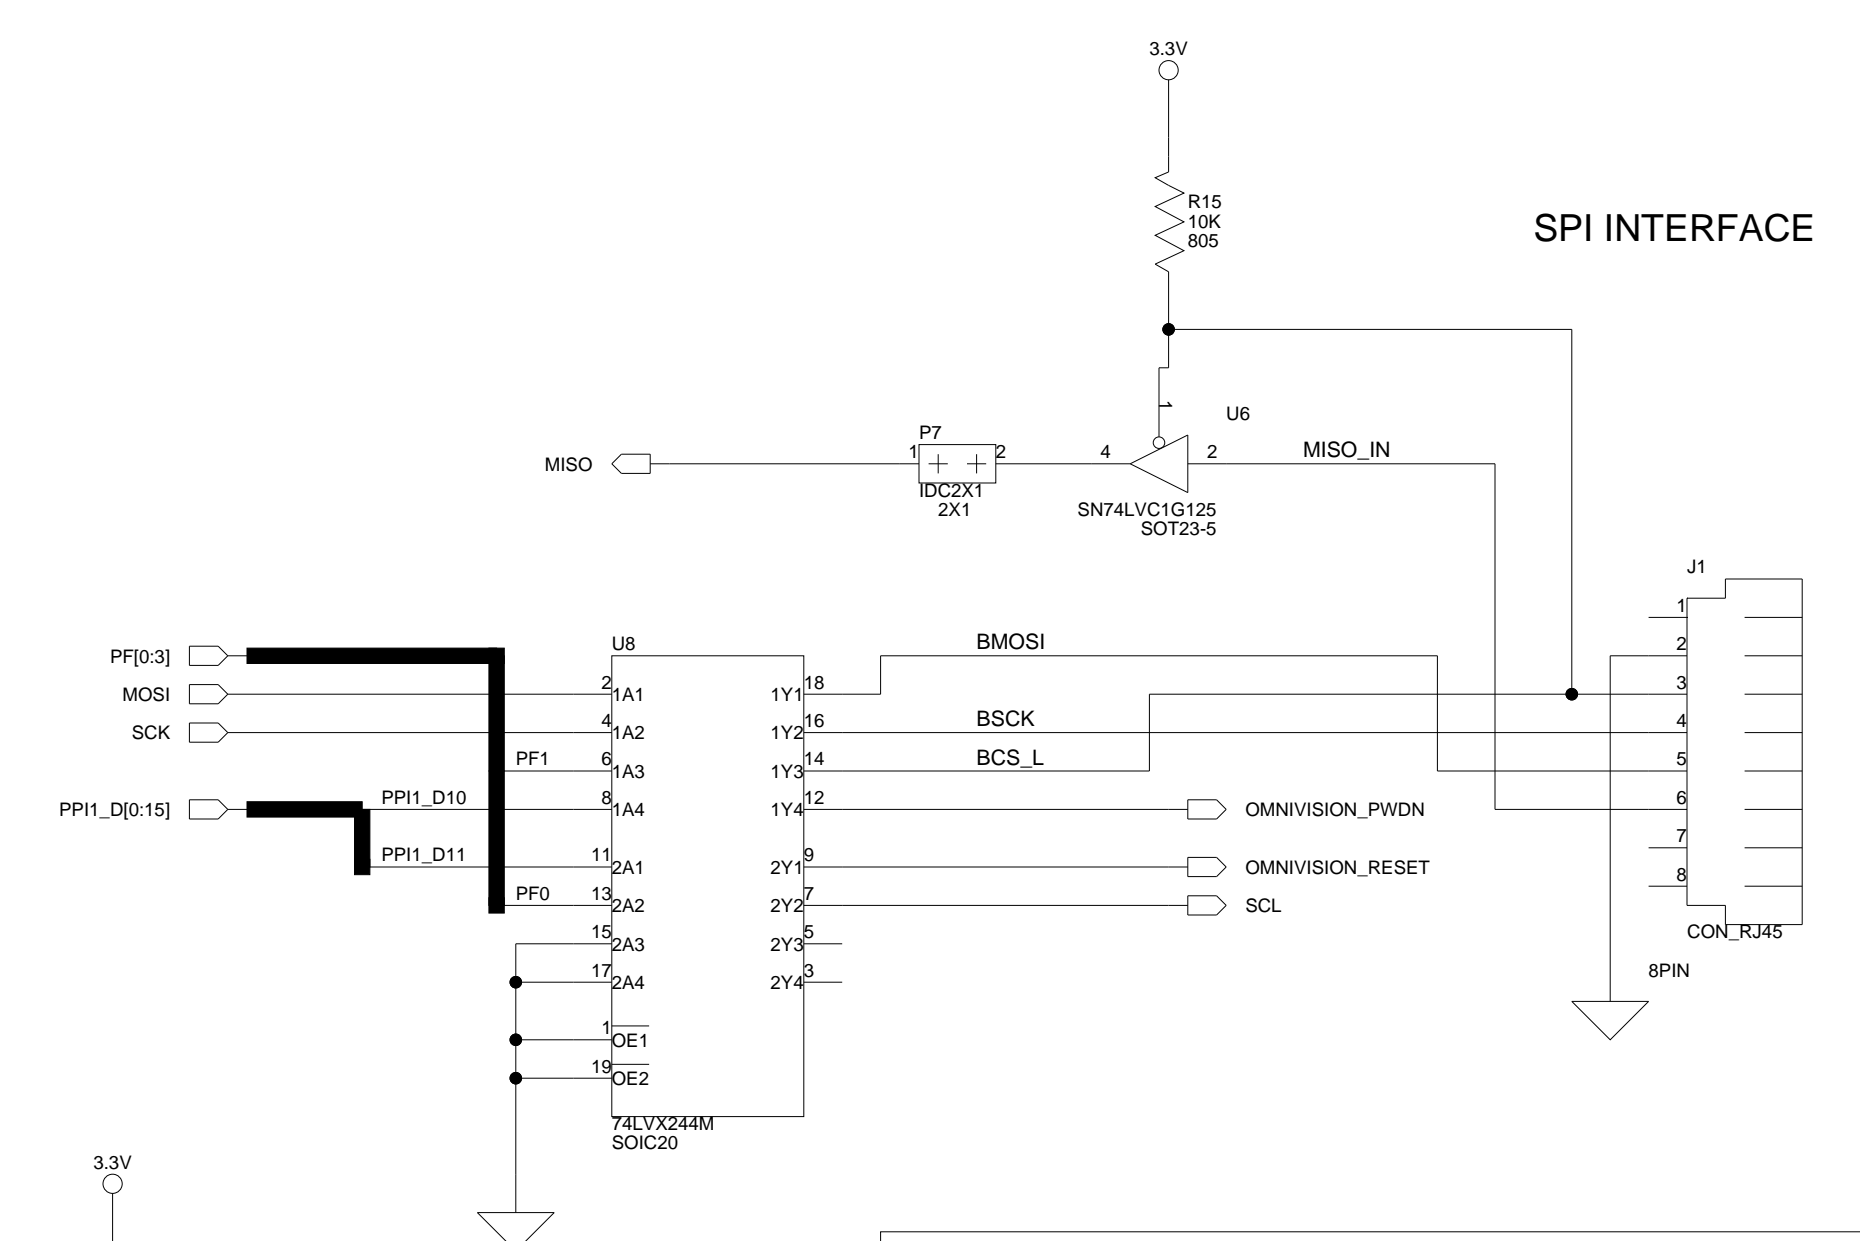 3.3V
R15
10K
805
SPI INTERFACE
1
U6
P7
1
2
4
2
MISO_IN
MISO
IDC2X1
2X1
SN74LVC1G125
SOT23-5
J1
1
2
3
4
5
6
7
8
CON_RJ45
8PIN
U8
BMOSI
PF[0:3]
MOSI
2
1A1
1Y1
18
SCK
4
1A2
1Y2
16
BSCK
PF1
6
1A3
1Y3
14
BCS_L
PPI1_D[0:15]
PPI1_D10
8
1A4
1Y4
12
OMNIVISION_PWDN
PPI1_D11
11
2A1
2Y1
9
OMNIVISION_RESET
PF0
13
2A2
2Y2
7
SCL
15
2A3
2Y3
5
17
2A4
2Y4
3
1
OE1
19
OE2
74LVX244M
SOIC20
3.3V